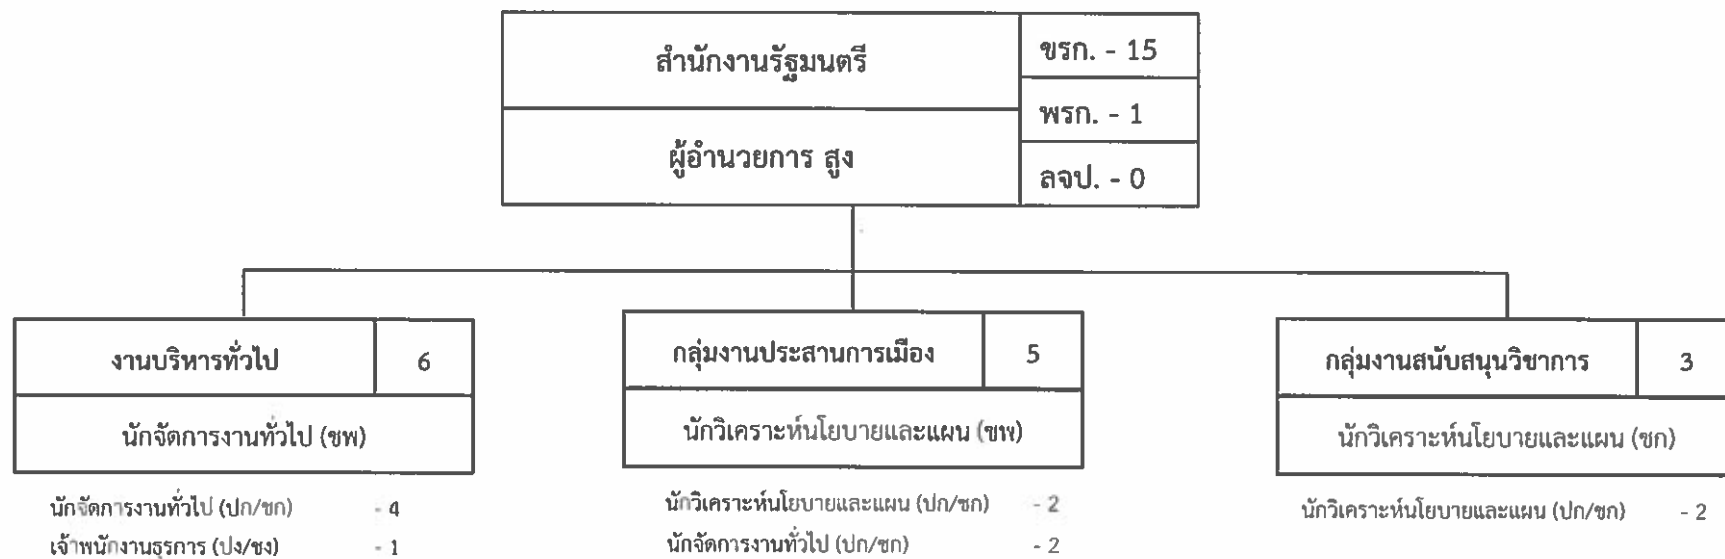 สำนักงานรัฐมนตรี
ขรก. - 15
พรก. - 1
ผู้อำนวยการ สูง
ลจป. - 0
งานบริหารทั่วไป 6
นักจัดการงานทั่วไป (ชพ)
นักจัดการงานทั่วไป (ปก/ชก) - 4
เจ้าพนักงานธุรการ (ปง/ชง) - 1
กลุ่มงานประสานการเมือง 5
นักวิเคราะห์นโยบายและแผน (ชพ)
นักวิเคราะห์นโยบายและแผน (ปก/ชก) - 2
นักจัดการงานทั่วไป (ปก/ชก) - 2
กลุ่มงานสนับสนุนวิชาการ 3
นักวิเคราะห์นโยบายและแผน (ชก)
นักวิเคราะห์นโยบายและแผน (ปก/ชก) - 2